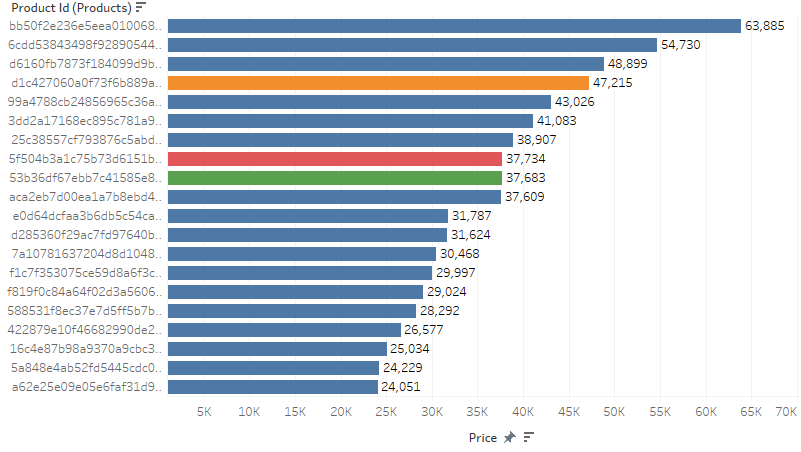 Product Id (Products)
bb50f2e236e5eea010068.. 63,885
6cdd53843498f92890544.. 54,730
d6160fb7873f184099d9b.. 48,899
d1c427060a0f73f6b889a.. 47,215
99a4788cb24856965c36a.. 43,026
3dd2a17168ec895c781a9.. 41,083
25c38557cf793876c5abd.. 38,907
5f504b3a1c75b73d6151b.. 37,734
53b36df67ebb7c41585e8.. 37,683
aca2eb7d00ea1a7b8ebd4.. 37,609
e0d64dcfaa3b6db5c54ca.. 31,787
d285360f29ac7fd97640b.. 31,624
7a10781637204d8d1048.. 30,468
f1c7f353075ce59d8a6f3c.. 29,997
f819f0c84a64f02d3a5606.. 29,024
588531f8ec37e7d5ff5b7b.. 28,292
422879e10f46682990de2.. 26,577
16c4e87b98a9370a9cbc3.. 25,034
5a848e4ab52fd5445cdc0.. 24,229
a62e25e09e05e6faf31d9.. 24,051
5K 10K 15K 20K 25K 30K 35K 40K 45K 50K 55K 60K 65K 70K
Price